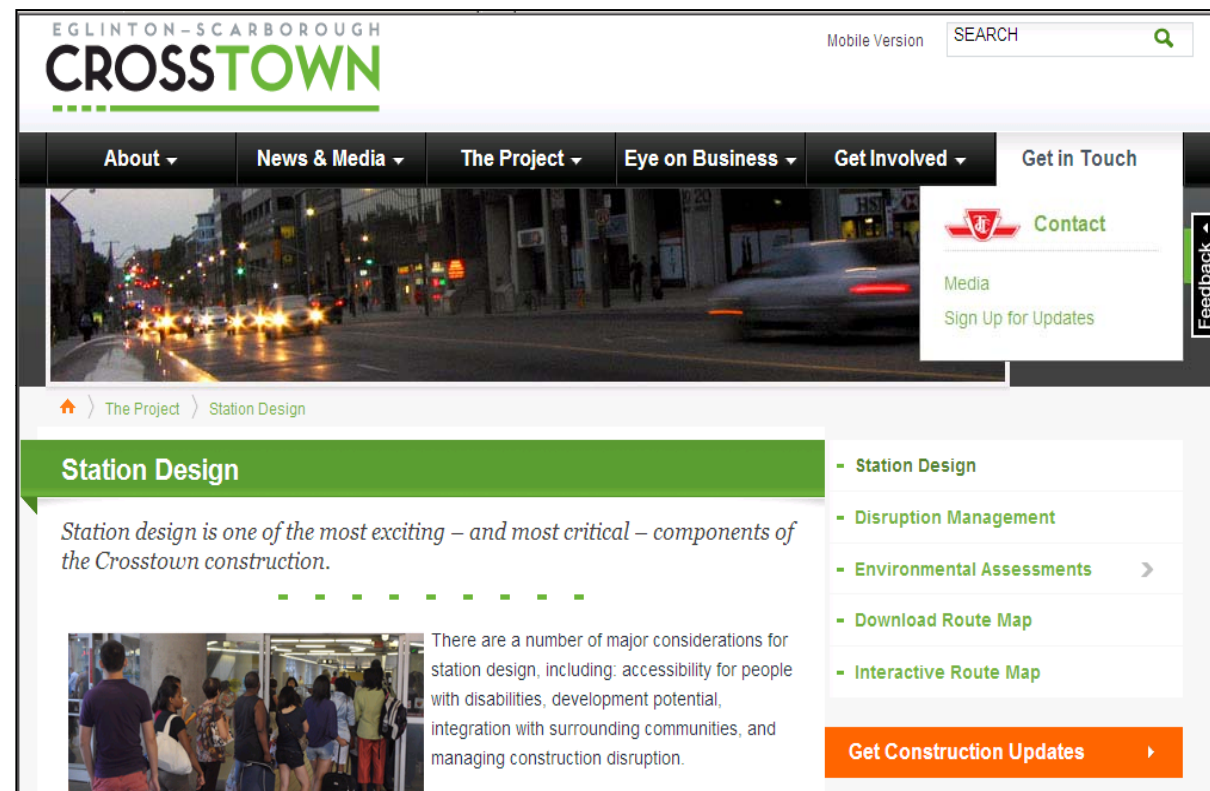 EGLINTON–SCARBOROUGH
CROSSTOWN
Mobile Version
SEARCH
About
News & Media
The Project
Eye on Business
Get Involved
Get in Touch
TTC Contact
Media
Sign Up for Updates
HSBC
Feedback
The Project
Station Design
Station Design
Station design is one of the most exciting – and most critical – components of
the Crosstown construction.
There are a number of major considerations for
station design, including: accessibility for people
with disabilities, development potential,
integration with surrounding communities, and
managing construction disruption.
- Station Design
- Disruption Management
- Environmental Assessments
- Download Route Map
- Interactive Route Map
Get Construction Updates